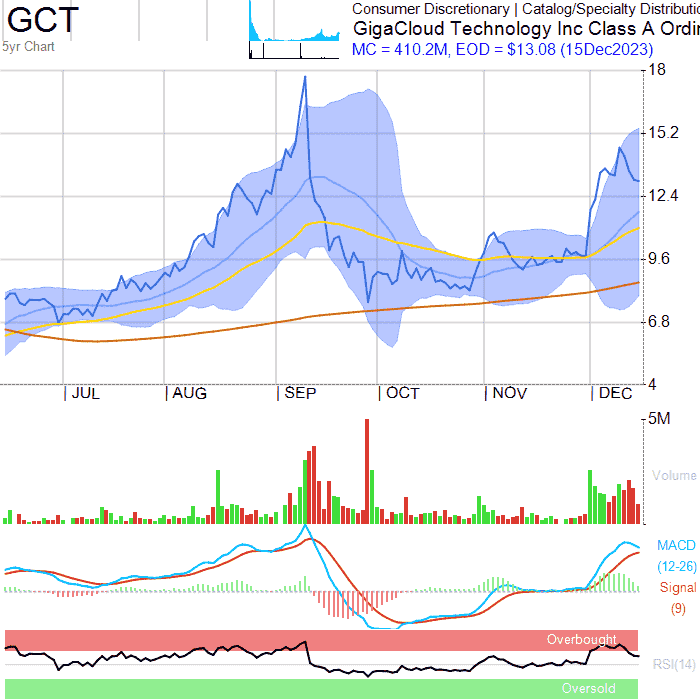 GCT
5yr Chart
Consumer Discretionary | Catalog/Specialty Distributio
GigaCloud Technology Inc Class A Ordin
MC = 410.2M, EOD = $13.08 (15Dec2023)
18
15.2
12.4
9.6
6.8
4
JUL AUG SEP OCT NOV DEC
5M
Volume
MACD
(12-26)
Signal
(9)
Overbought
RSI(14)
Oversold